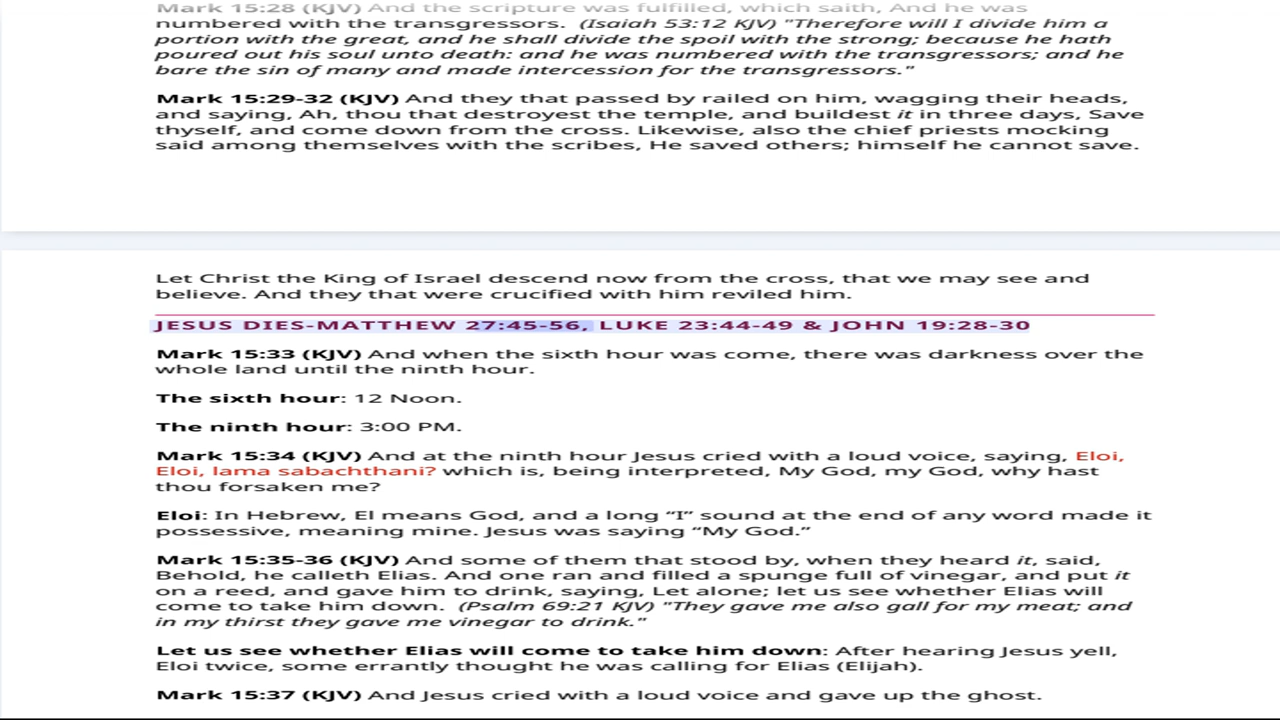 Mark 15:28 (KJV) And the scripture was fulfilled, which saith, And he was
numbered with the transgressors. (Isaiah 53:12 KJV) "Therefore will I divide him a
portion with the great, and he shall divide the spoil with the strong; because he hath
poured out his soul unto death: and he was numbered with the transgressors; and he
bare the sin of many and made intercession for the transgressors."
Mark 15:29-32 (KJV) And they that passed by railed on him, wagging their heads,
and saying, Ah, thou that destroyest the temple, and buildest it in three days, Save
thyself, and come down from the cross. Likewise, also the chief priests mocking
said among themselves with the scribes, He saved others; himself he cannot save.
Let Christ the King of Israel descend now from the cross, that we may see and
believe. And they that were crucified with him reviled him.
JESUS DIES-MATTHEW 27:45-56, LUKE 23:44-49 & JOHN 19:28-30
Mark 15:33 (KJV) And when the sixth hour was come, there was darkness over the
whole land until the ninth hour.
The sixth hour: 12 Noon.
The ninth hour: 3:00 PM.
Mark 15:34 (KJV) And at the ninth hour Jesus cried with a loud voice, saying, Eloi,
Eloi, lama sabachthani? which is, being interpreted, My God, my God, why hast
thou forsaken me?
Eloi: In Hebrew, El means God, and a long “I” sound at the end of any word made it
possessive, meaning mine. Jesus was saying “My God.”
Mark 15:35-36 (KJV) And some of them that stood by, when they heard it, said,
Behold, he calleth Elias. And one ran and filled a spunge full of vinegar, and put it
on a reed, and gave him to drink, saying, Let alone; let us see whether Elias will
come to take him down. (Psalm 69:21 KJV) "They gave me also gall for my meat; and
in my thirst they gave me vinegar to drink."
Let us see whether Elias will come to take him down: After hearing Jesus yell,
Eloi twice, some errantly thought he was calling for Elias (Elijah).
Mark 15:37 (KJV) And Jesus cried with a loud voice and gave up the ghost.